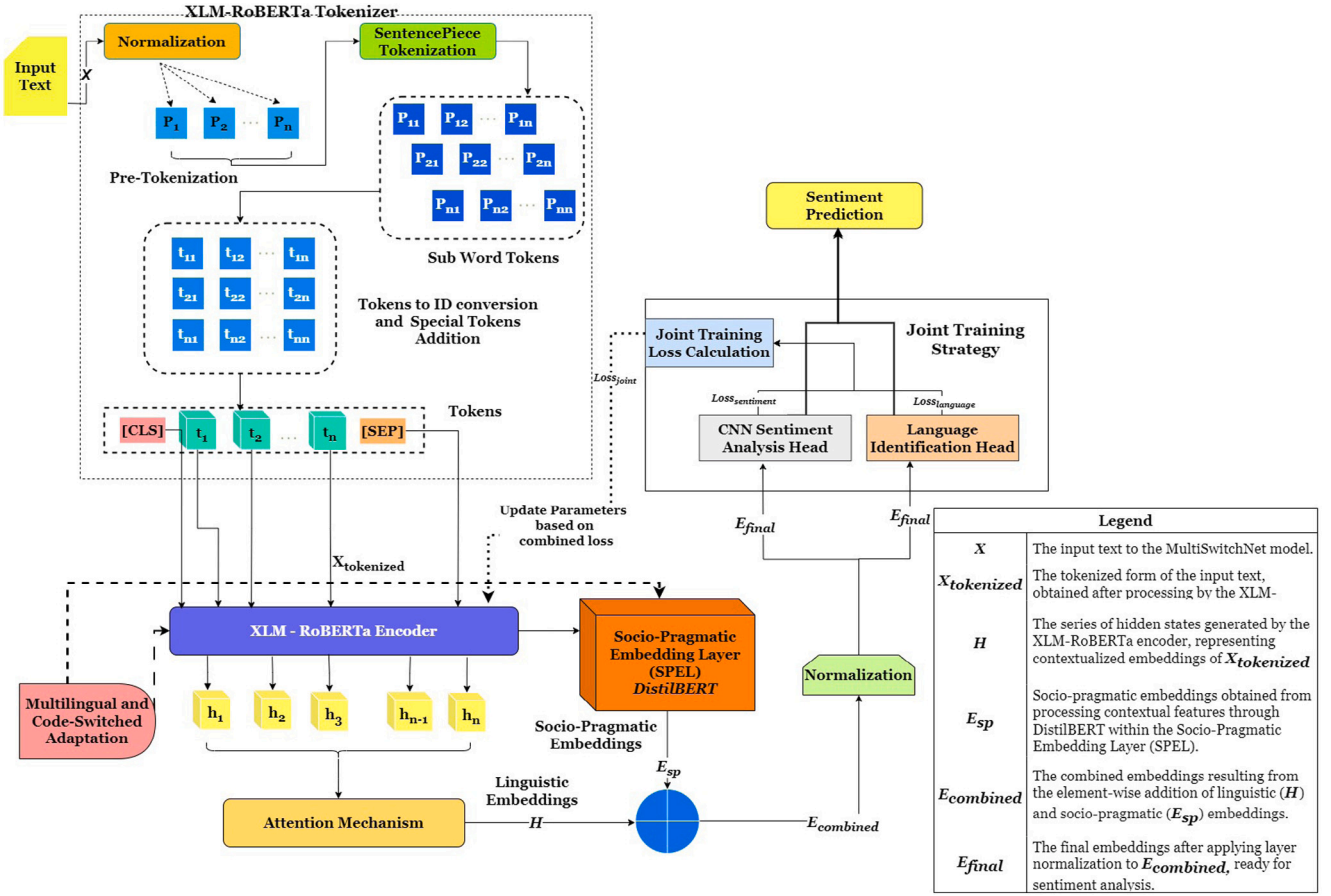 XLM-RoBERTa Tokenizer
Input
Text
X
Normalization
SentencePiece
Tokenization
P1 P2 ... Pn
Pre-Tokenization
P11 P12 ... P1n
P21 P22 ... P2n
Pn1 Pn2 ... Pnn
Sub Word Tokens
t11 t12 ... t1n
t21 t22 ... t2n
tn1 tn2 ... tnn
Tokens to ID conversion
and Special Tokens
Addition
Tokens
[CLS] t1 t2 ... tn [SEP]
Xtokenized
Update Parameters
based on
combined loss
XLM - RoBERTa Encoder
Multilingual and
Code-Switched
Adaptation
h1 h2 h3 hn-1 hn
Attention Mechanism
Linguistic
Embeddings
H
Socio-Pragmatic
Embedding Layer
(SPEL)
DistilBERT
Socio-Pragmatic
Embeddings
Esp
Ecombined
Normalization
Efinal
Efinal
Sentiment
Prediction
Joint Training
Strategy
Joint Training
Loss Calculation
Lossjoint
Losssentiment
Losslanguage
CNN Sentiment
Analysis Head
Language
Identification Head
Legend
X The input text to the MultiSwitchNet model.
Xtokenized The tokenized form of the input text,
obtained after processing by the XLM-
H The series of hidden states generated by the
XLM-RoBERTa encoder, representing
contextualized embeddings of Xtokenized
Esp Socio-pragmatic embeddings obtained from
processing contextual features through
DistilBERT within the Socio-Pragmatic
Embedding Layer (SPEL).
Ecombined The combined embeddings resulting from
the element-wise addition of linguistic (H)
and socio-pragmatic (Esp) embeddings.
Efinal The final embeddings after applying layer
normalization to Ecombined, ready for
sentiment analysis.